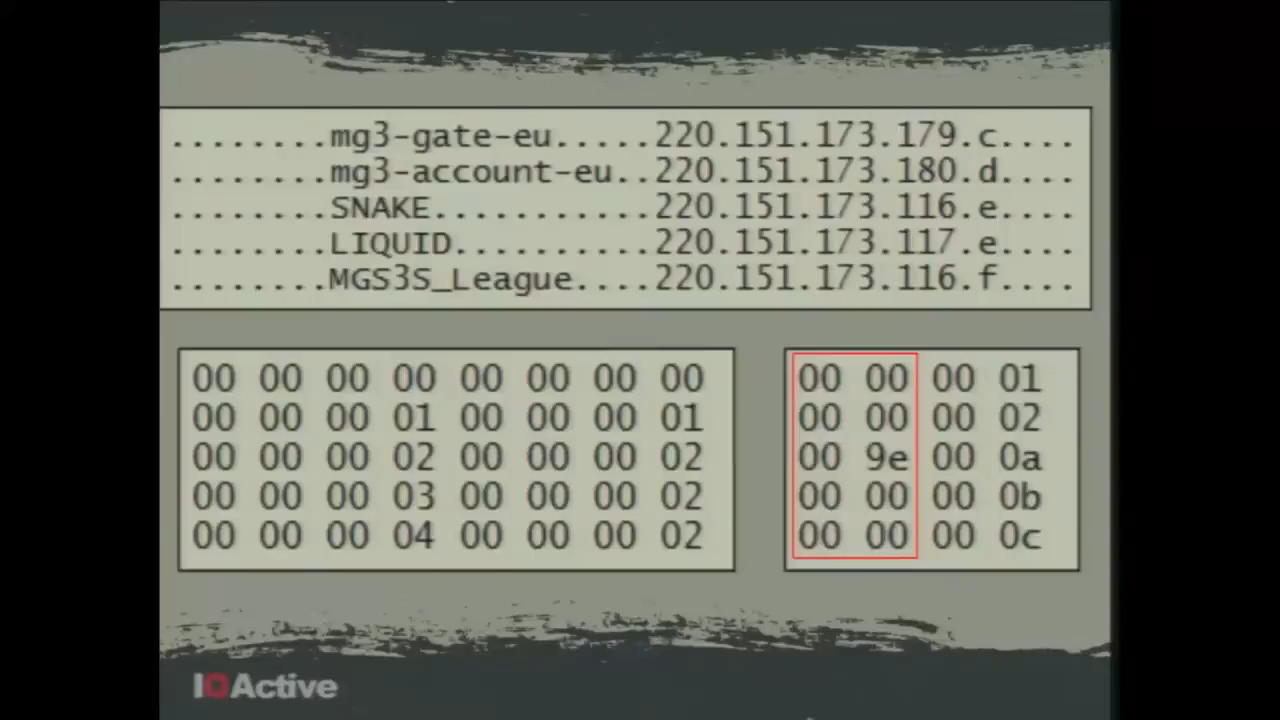 ........mg3-gate-eu.....220.151.173.179.c....
........mg3-account-eu..220.151.173.180.d....
........SNAKE...........220.151.173.116.e....
........LIQUID..........220.151.173.117.e....
........MGS3S_League....220.151.173.116.f....
00 00 00 00 00 00 00 00
00 00 00 01 00 00 00 01
00 00 00 02 00 00 00 02
00 00 00 03 00 00 00 02
00 00 00 04 00 00 00 02
00 00 00 01
00 00 00 02
00 9e 00 0a
00 00 00 0b
00 00 00 0c
IOActive